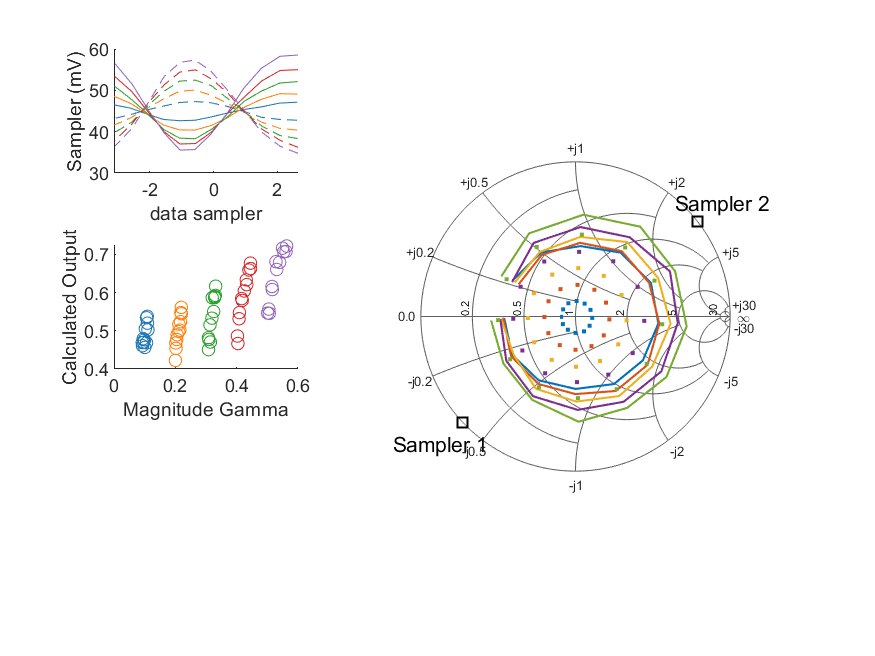 60
50
40
30
Sampler (mV)
-2 0 2
data sampler
0.7
0.6
0.5
0.4
Calculated Output
0 0.2 0.4 0.6
Magnitude Gamma
+j1
+j0.5 +j2
Sampler 2
+j0.2 +j5
0.0 0.2 0.5 1 2 5 30 +j30
∞
-j30
-j0.2 -j5
Sampler 1
-j0.5 -j2
-j1